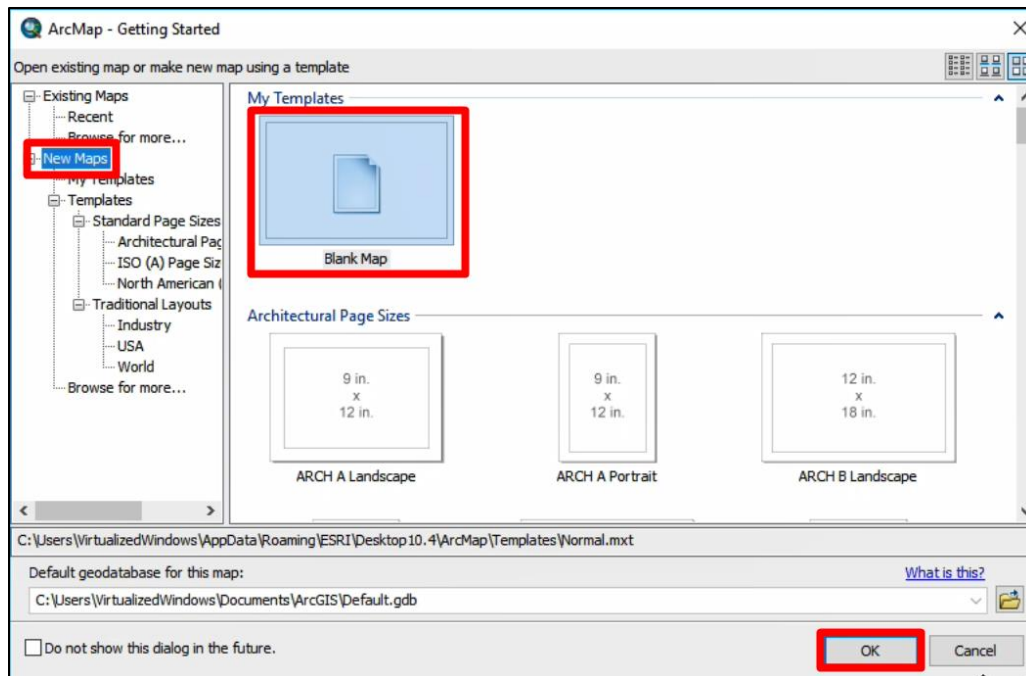 ArcMap - Getting Started
Open existing map or make new map using a template
Existing Maps
Recent
Browse for more...
New Maps
My Templates
Templates
Standard Page Sizes
Architectural Pag
ISO (A) Page Siz
North American (
Traditional Layouts
Industry
USA
World
Browse for more...
My Templates
Blank Map
Architectural Page Sizes
9 in.
x
12 in.
ARCH A Landscape
9 in.
x
12 in.
ARCH A Portrait
12 in.
x
18 in.
ARCH B Landscape
C:\Users\VirtualizedWindows\AppData\Roaming\ESRI\Desktop10.4\ArcMap\Templates\Normal.mxt
Default geodatabase for this map:
What is this?
C:\Users\VirtualizedWindows\Documents\ArcGIS\Default.gdb
Do not show this dialog in the future.
OK
Cancel